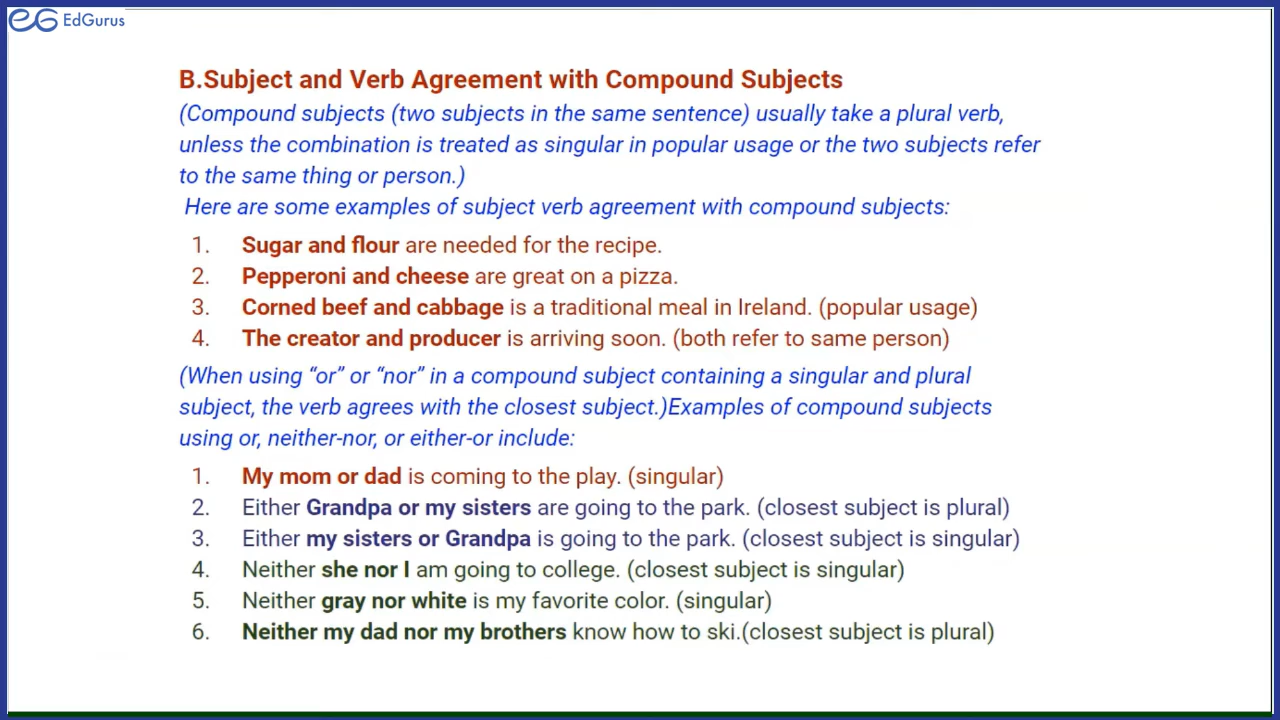 EdGurus
B.Subject and Verb Agreement with Compound Subjects
(Compound subjects (two subjects in the same sentence) usually take a plural verb,
unless the combination is treated as singular in popular usage or the two subjects refer
to the same thing or person.)
Here are some examples of subject verb agreement with compound subjects:
1. Sugar and flour are needed for the recipe.
2. Pepperoni and cheese are great on a pizza.
3. Corned beef and cabbage is a traditional meal in Ireland. (popular usage)
4. The creator and producer is arriving soon. (both refer to same person)
(When using “or” or “nor” in a compound subject containing a singular and plural
subject, the verb agrees with the closest subject.)Examples of compound subjects
using or, neither-nor, or either-or include:
1. My mom or dad is coming to the play. (singular)
2. Either Grandpa or my sisters are going to the park. (closest subject is plural)
3. Either my sisters or Grandpa is going to the park. (closest subject is singular)
4. Neither she nor I am going to college. (closest subject is singular)
5. Neither gray nor white is my favorite color. (singular)
6. Neither my dad nor my brothers know how to ski.(closest subject is plural)